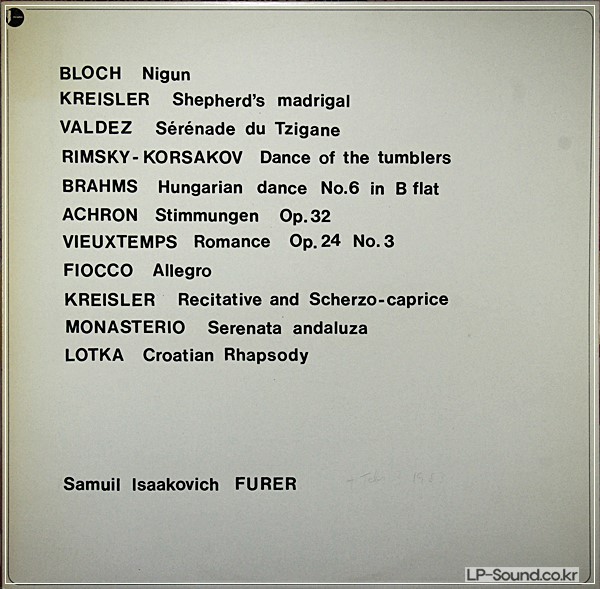 BLOCH Nigun
KREISLER Shepherd's madrigal
VALDEZ Sérénade du Tzigane
RIMSKY-KORSAKOV Dance of the tumblers
BRAHMS Hungarian dance No.6 in B flat
ACHRON Stimmungen Op.32
VIEUXTEMPS Romance Op.24 No.3
FIOCCO Allegro
KREISLER Recitative and Scherzo-caprice
MONASTERIO Serenata andaluza
LOTKA Croatian Rhapsody
Samuil Isaakovich FURER
LP-Sound.co.kr